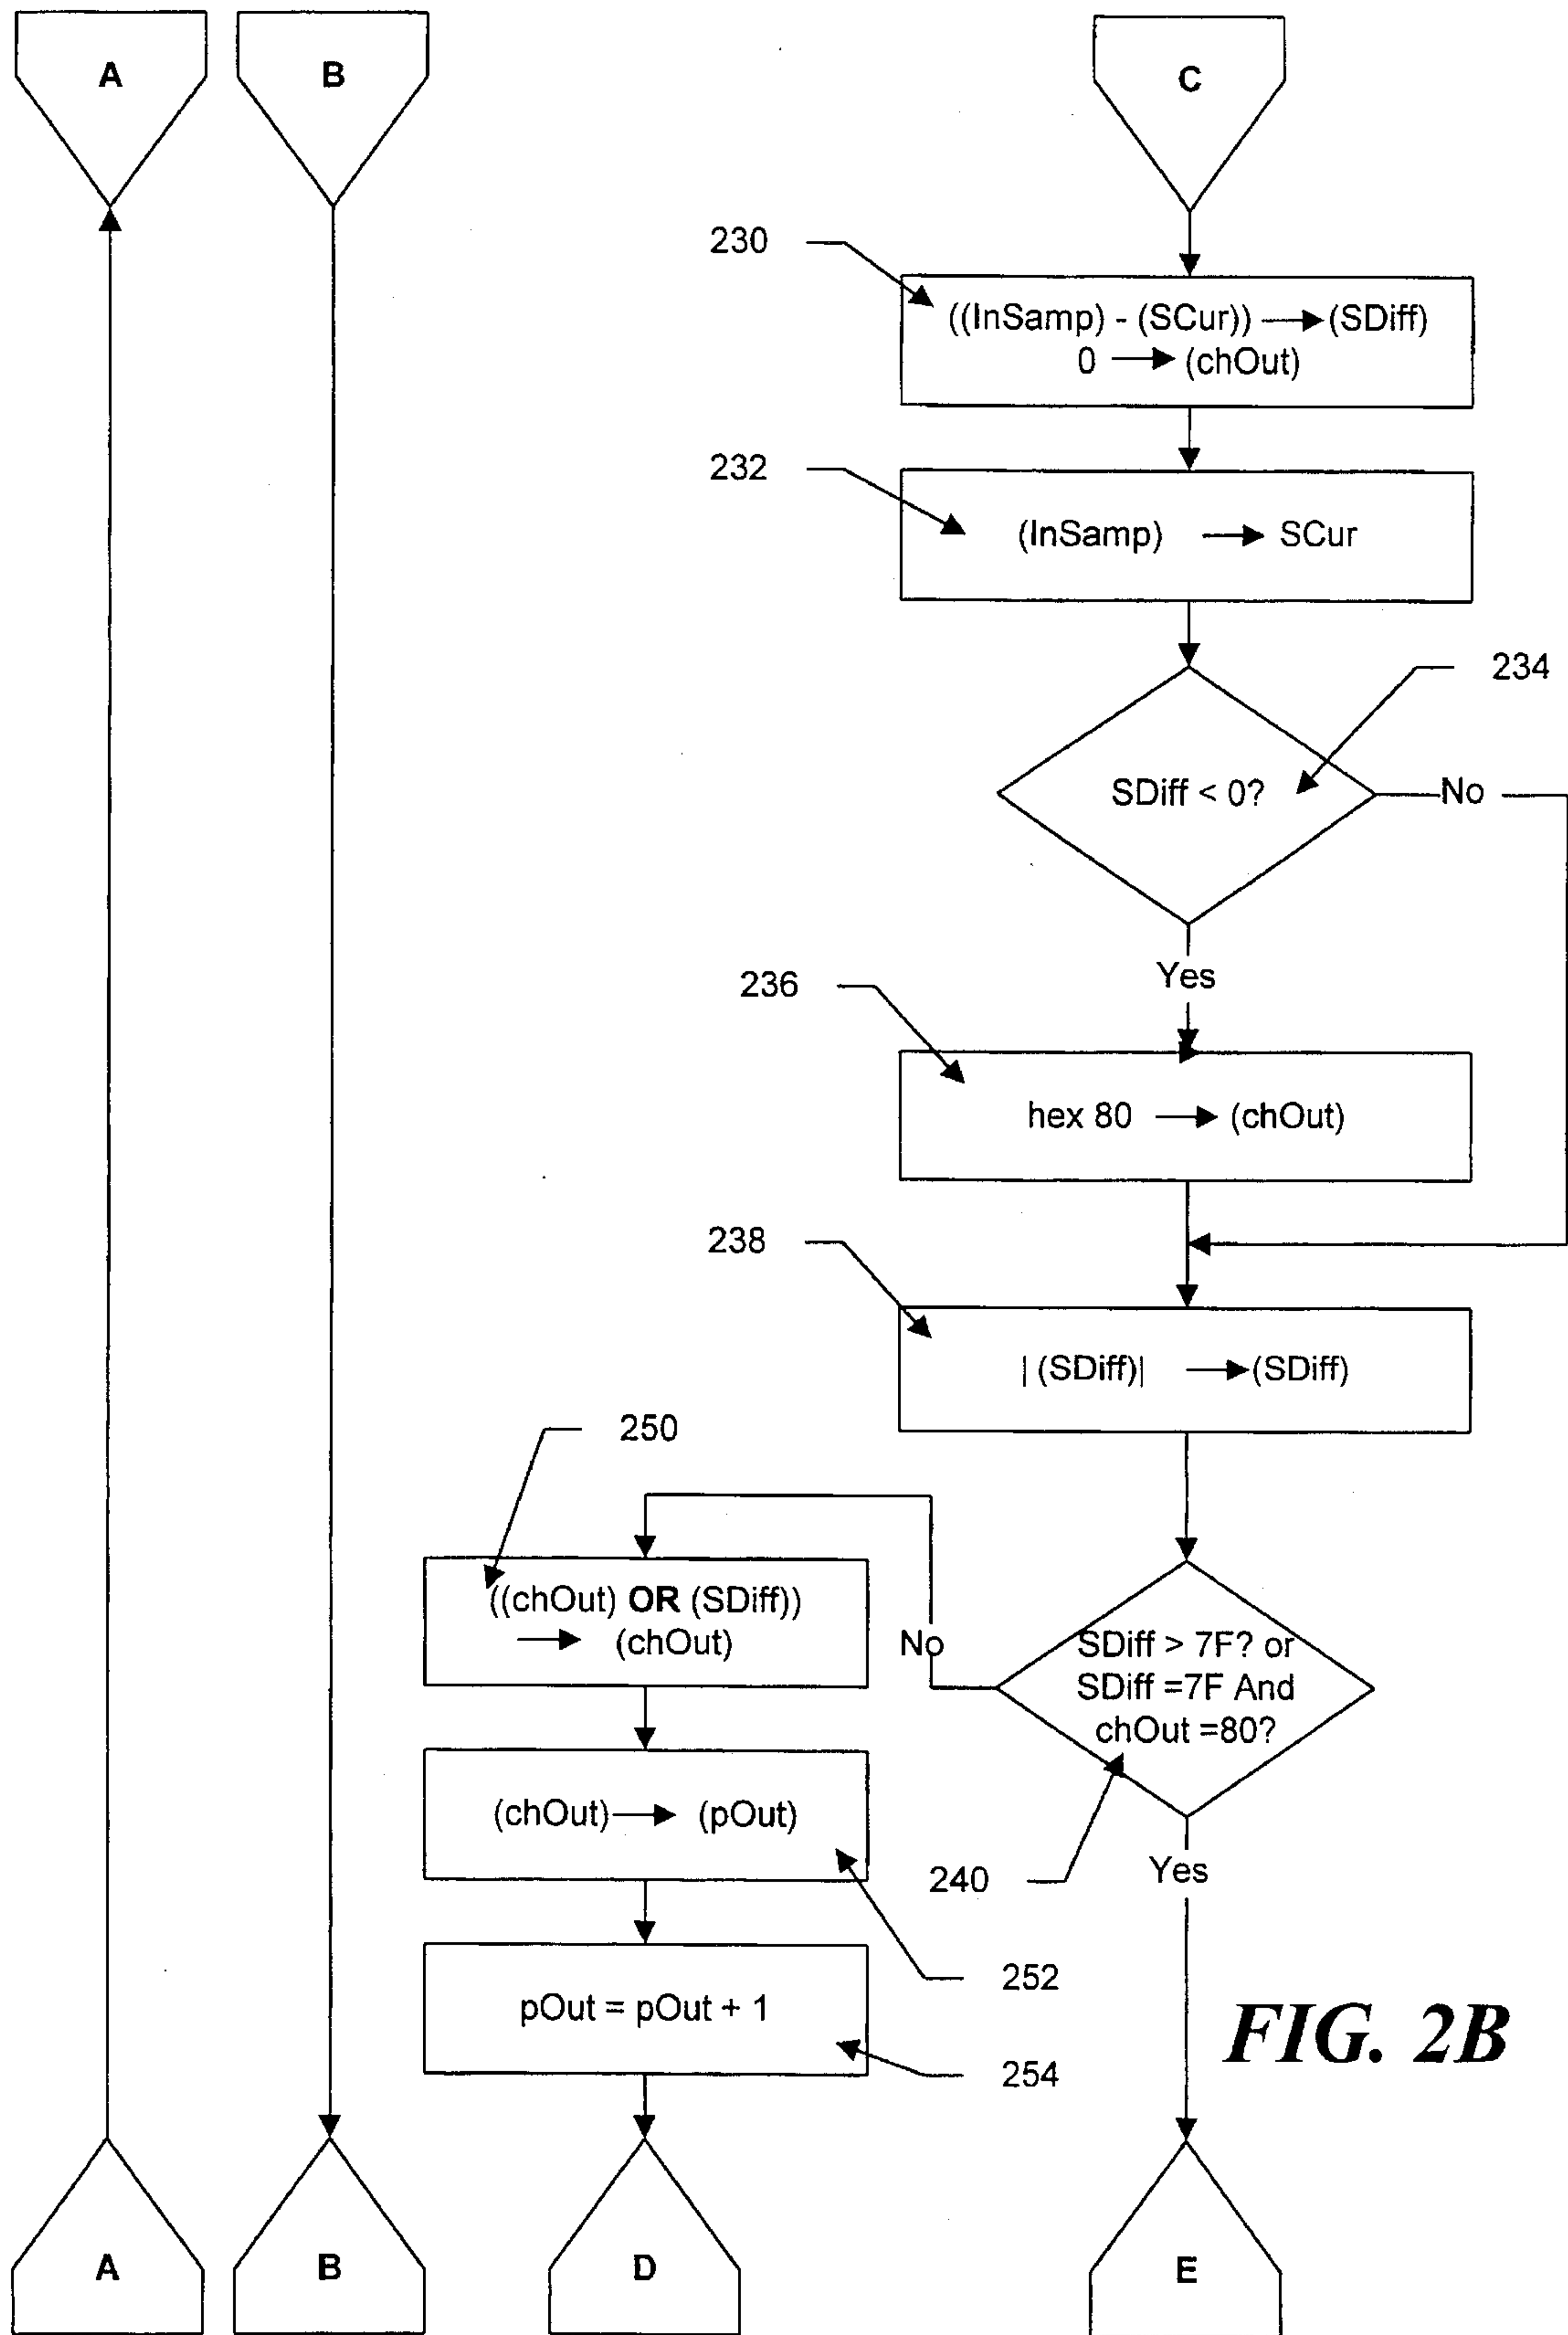 A
B
C
230
((InSamp) - (SCur)) → (SDiff)
0 → (chOut)
232
(InSamp) → SCur
234
SDiff < 0?
No
Yes
236
hex 80 → (chOut)
238
| (SDiff)| → (SDiff)
250
((chOut) OR (SDiff))
→ (chOut)
No
SDiff > 7F? or
SDiff =7F And
chOut =80?
(chOut) → (pOut)
240
Yes
252
pOut = pOut + 1
254
FIG. 2B
A
B
D
E